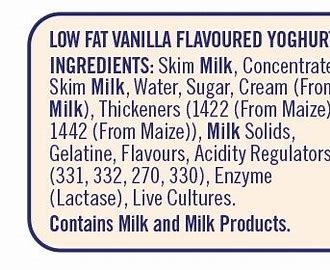 LOW FAT VANILLA FLAVOURED YOGHURT
INGREDIENTS: Skim Milk, Concentrate
Skim Milk, Water, Sugar, Cream (From
Milk), Thickeners (1422 (From Maize)
1442 (From Maize)), Milk Solids,
Gelatine, Flavours, Acidity Regulators
(331, 332, 270, 330), Enzyme
(Lactase), Live Cultures.
Contains Milk and Milk Products.